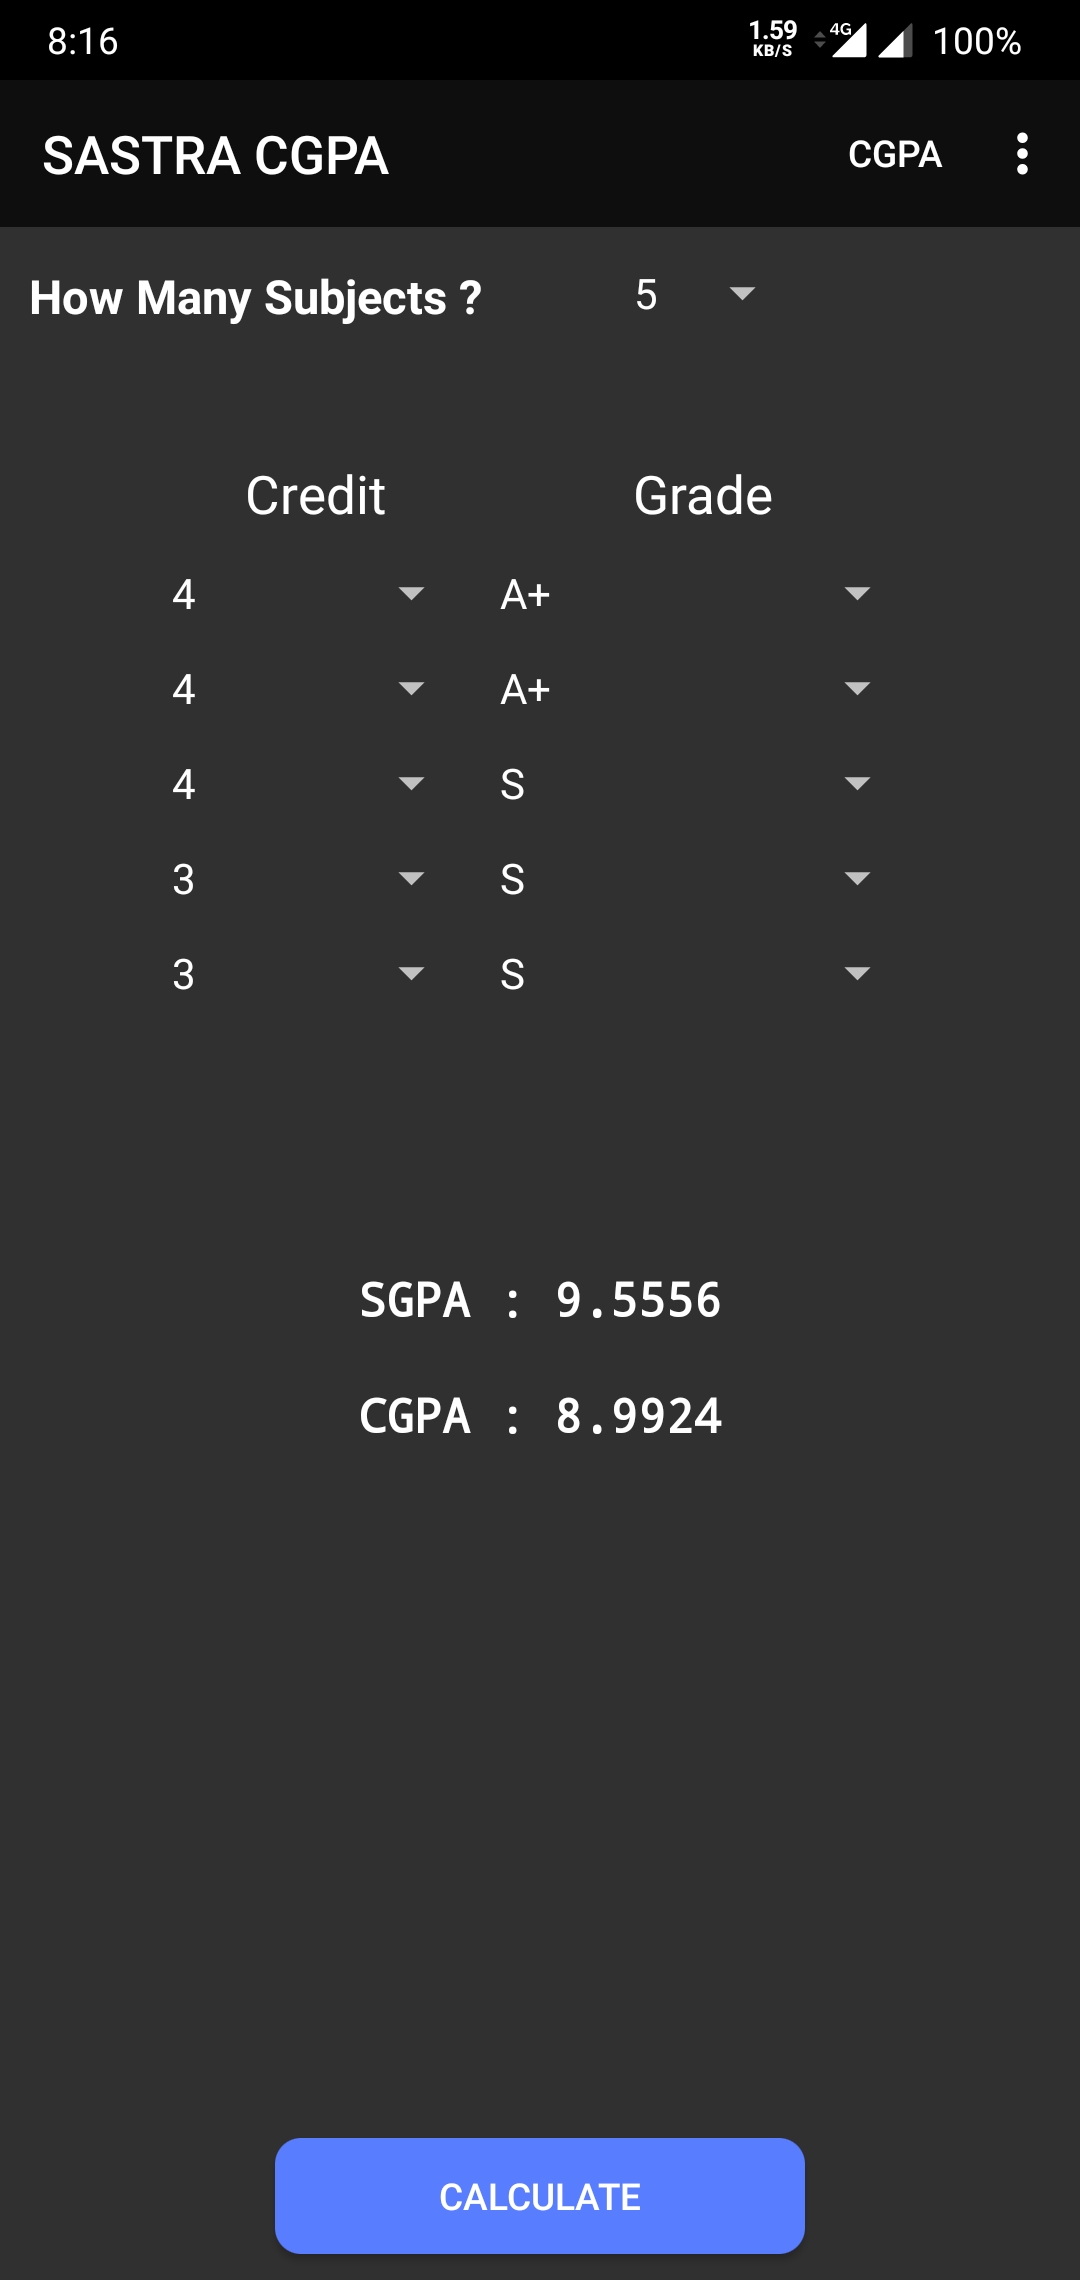 8:16 1.59 KB/S 4G 100%
SASTRA CGPA CGPA
How Many Subjects ? 5
Credit Grade
4 A+
4 A+
4 S
3 S
3 S
SGPA : 9.5556
CGPA : 8.9924
CALCULATE